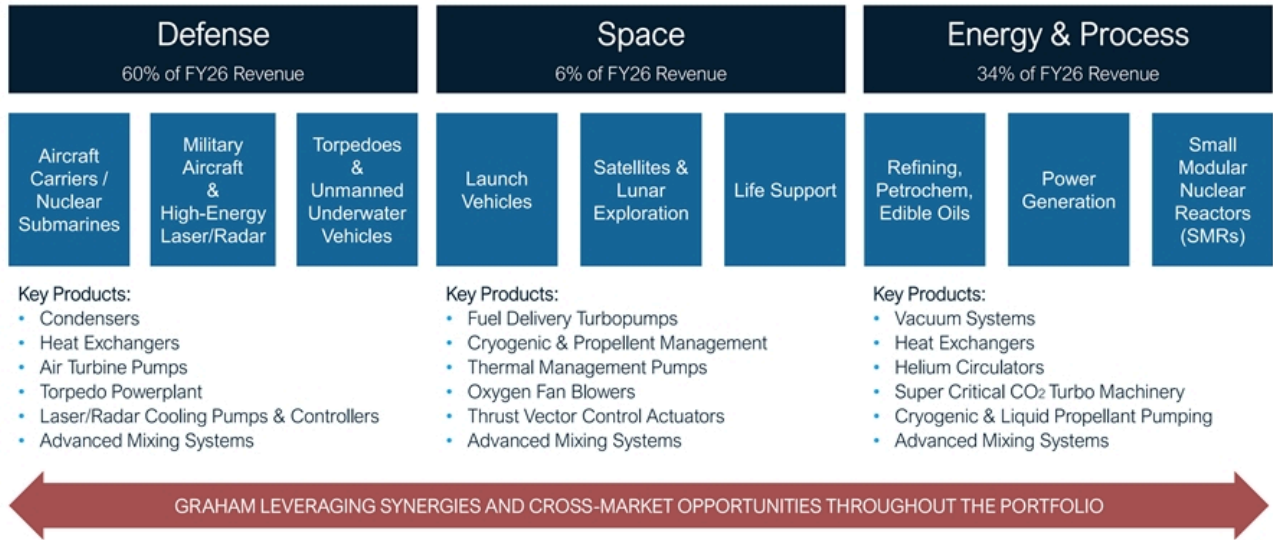 Defense
60% of FY26 Revenue
Aircraft
Carriers /
Nuclear
Submarines
Military
Aircraft
&
High-Energy
Laser/Radar
Torpedoes
&
Unmanned
Underwater
Vehicles
Key Products:
• Condensers
• Heat Exchangers
• Air Turbine Pumps
• Torpedo Powerplant
• Laser/Radar Cooling Pumps & Controllers
• Advanced Mixing Systems
Space
6% of FY26 Revenue
Launch
Vehicles
Satellites &
Lunar
Exploration
Life Support
Key Products:
• Fuel Delivery Turbopumps
• Cryogenic & Propellent Management
• Thermal Management Pumps
• Oxygen Fan Blowers
• Thrust Vector Control Actuators
• Advanced Mixing Systems
Energy & Process
34% of FY26 Revenue
Refining,
Petrochem,
Edible Oils
Power
Generation
Small
Modular
Nuclear
Reactors
(SMRs)
Key Products:
• Vacuum Systems
• Heat Exchangers
• Helium Circulators
• Super Critical CO₂ Turbo Machinery
• Cryogenic & Liquid Propellant Pumping
• Advanced Mixing Systems
GRAHAM LEVERAGING SYNERGIES AND CROSS-MARKET OPPORTUNITIES THROUGHOUT THE PORTFOLIO